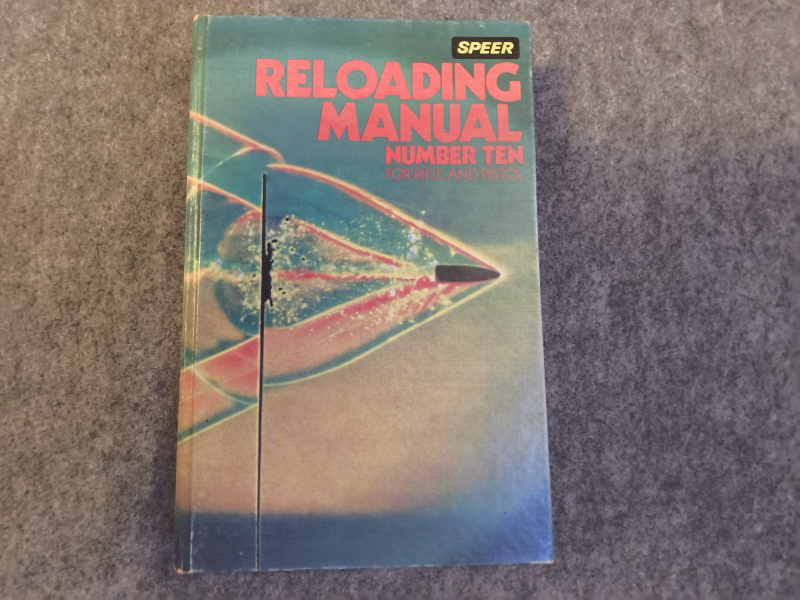 SPEER
RELOADING
MANUAL
NUMBER TEN
FOR RIFLE AND PISTOL